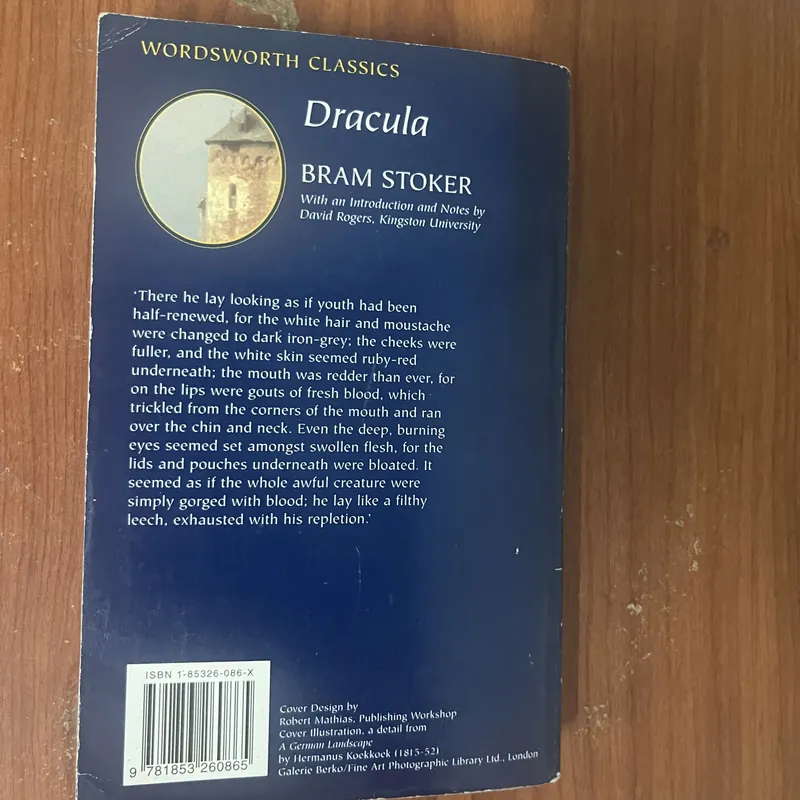 WORDSWORTH CLASSICS
Dracula
BRAM STOKER
With an Introduction and Notes by
David Rogers, Kingston University
‘There he lay looking as if youth had been
half-renewed, for the white hair and moustache
were changed to dark iron-grey; the cheeks were
fuller, and the white skin seemed ruby-red
underneath; the mouth was redder than ever, for
on the lips were gouts of fresh blood, which
trickled from the corners of the mouth and ran
over the chin and neck. Even the deep, burning
eyes seemed set amongst swollen flesh, for the
lids and pouches underneath were bloated. It
seemed as if the whole awful creature were
simply gorged with blood; he lay like a filthy
leech, exhausted with his repletion.’
ISBN 1-85326-086-X
9 781853 260865
Cover Design by
Robert Mathias, Publishing Workshop
Cover Illustration, a detail from
A German Landscape
by Hermanus Koekkoek (1815-52)
Galerie Berko/Fine Art Photographic Library Ltd., London